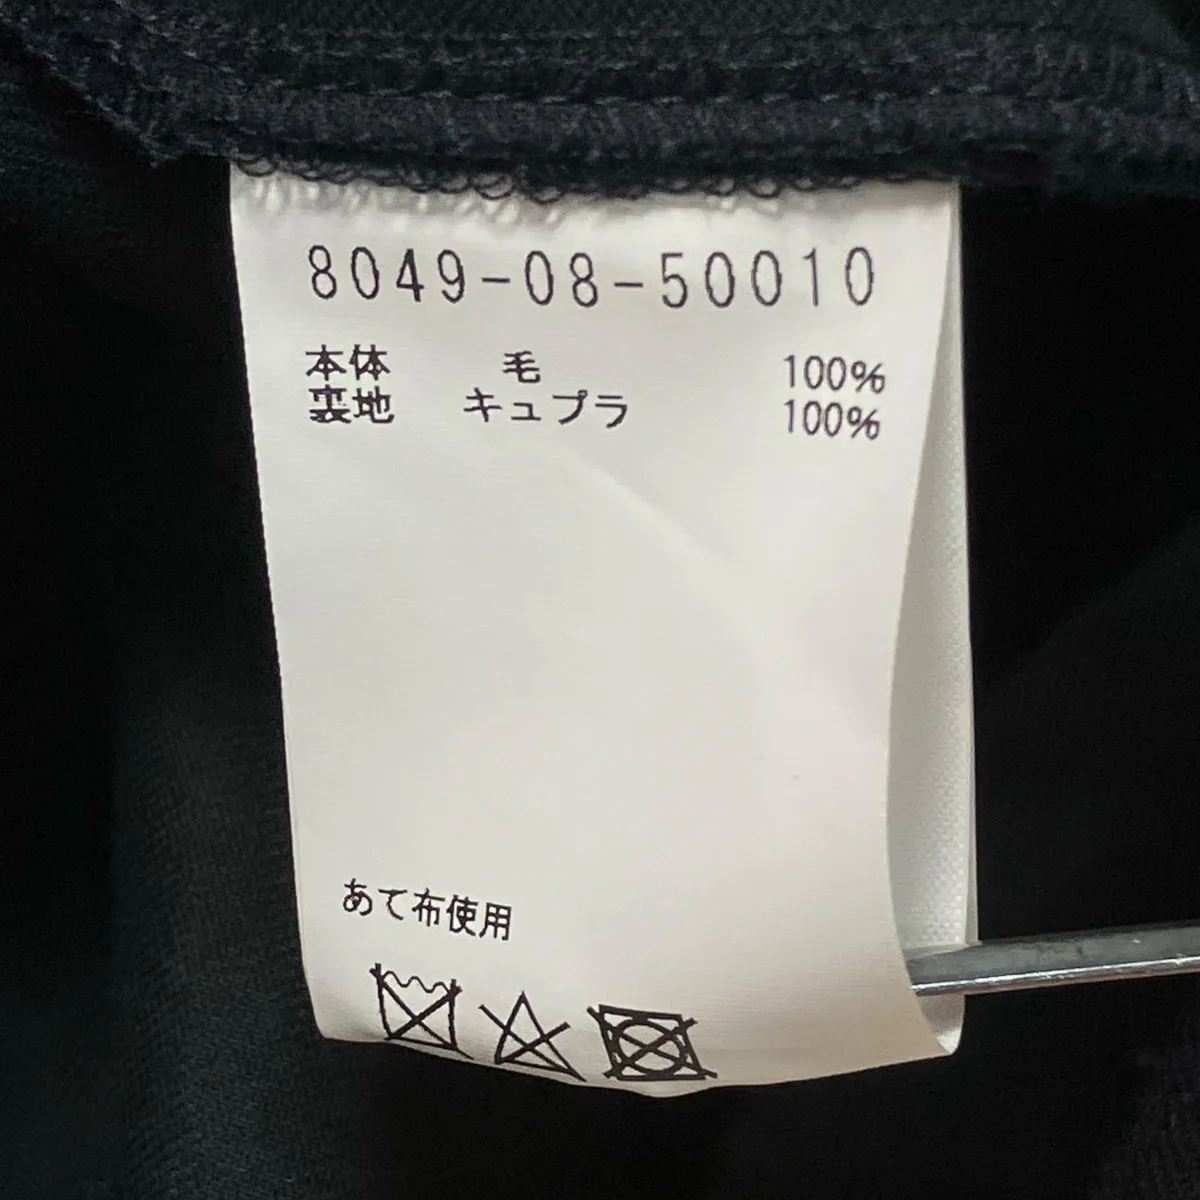 8049-08-50010
本体 毛 100%
裏地 キュプラ 100%
あて布使用